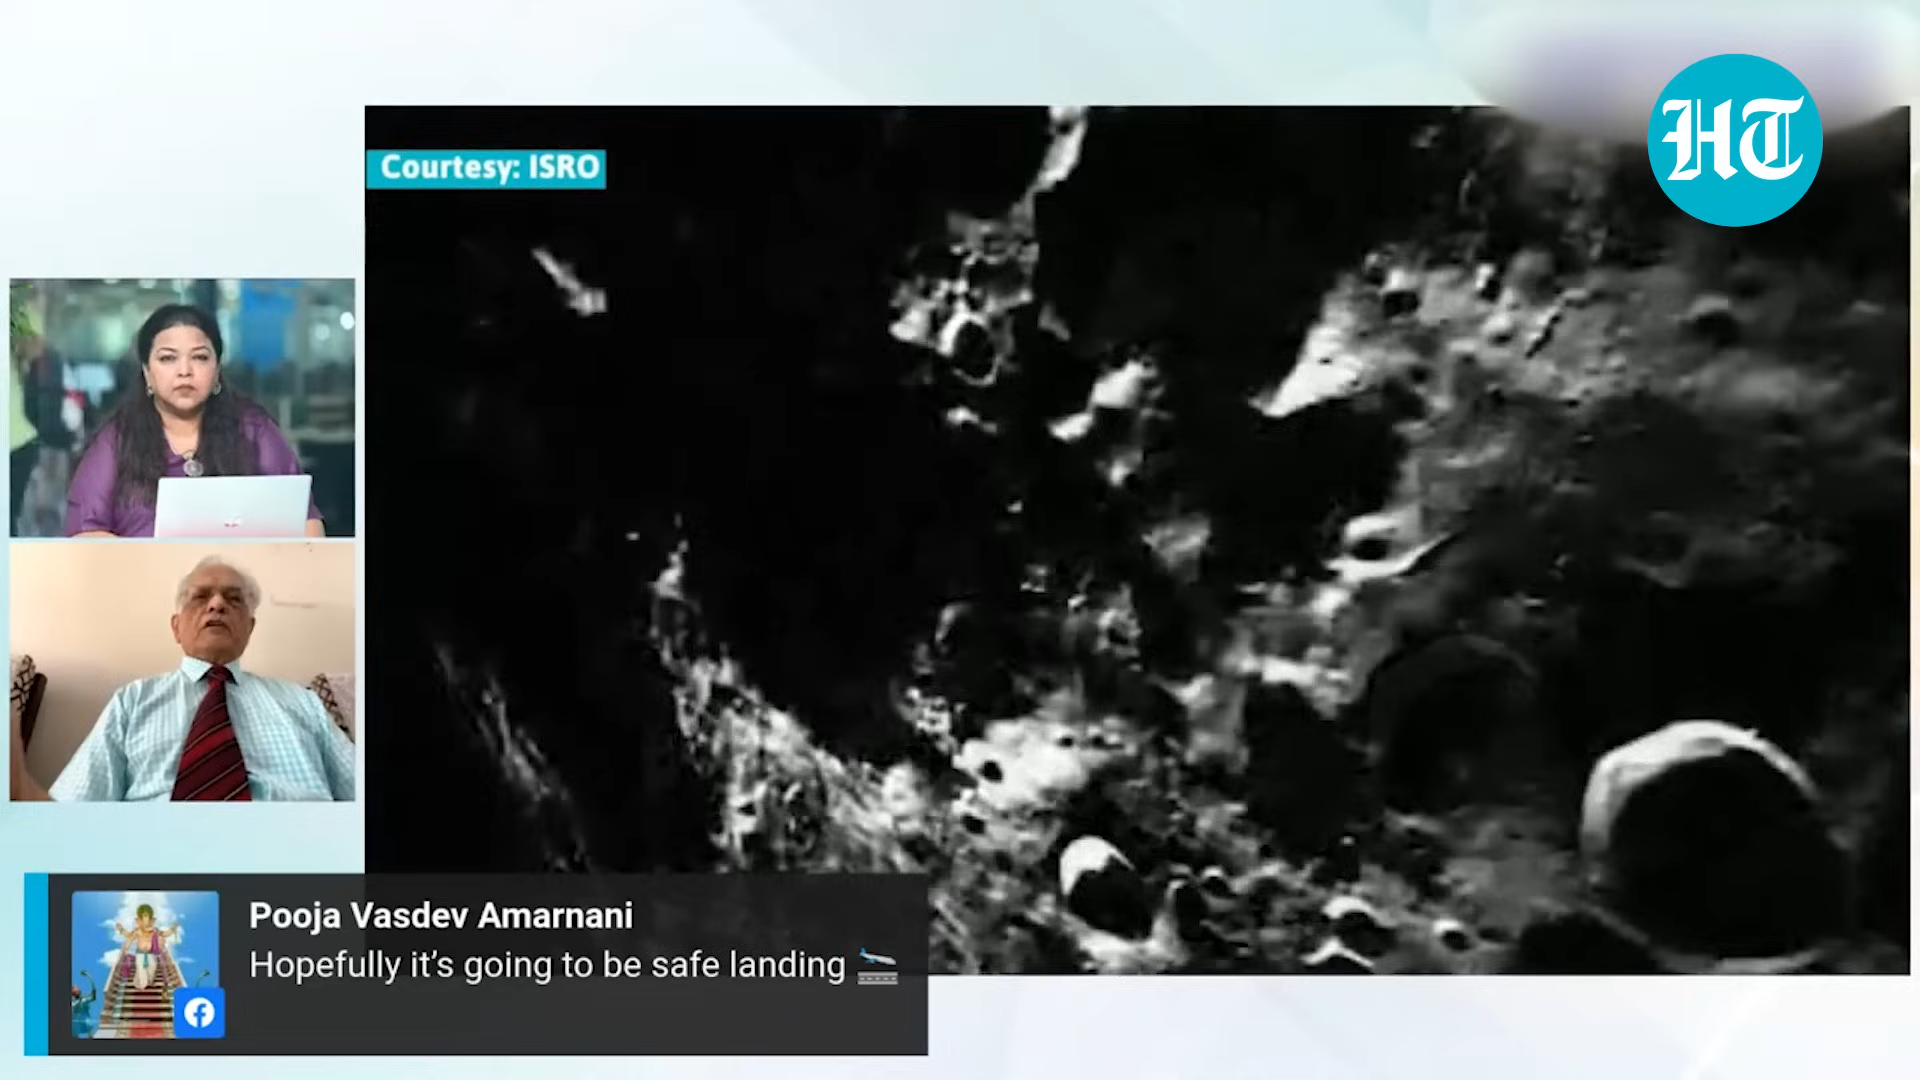 HT
Courtesy: ISRO
Pooja Vasdev Amarnani
Hopefully it’s going to be safe landing 🛬